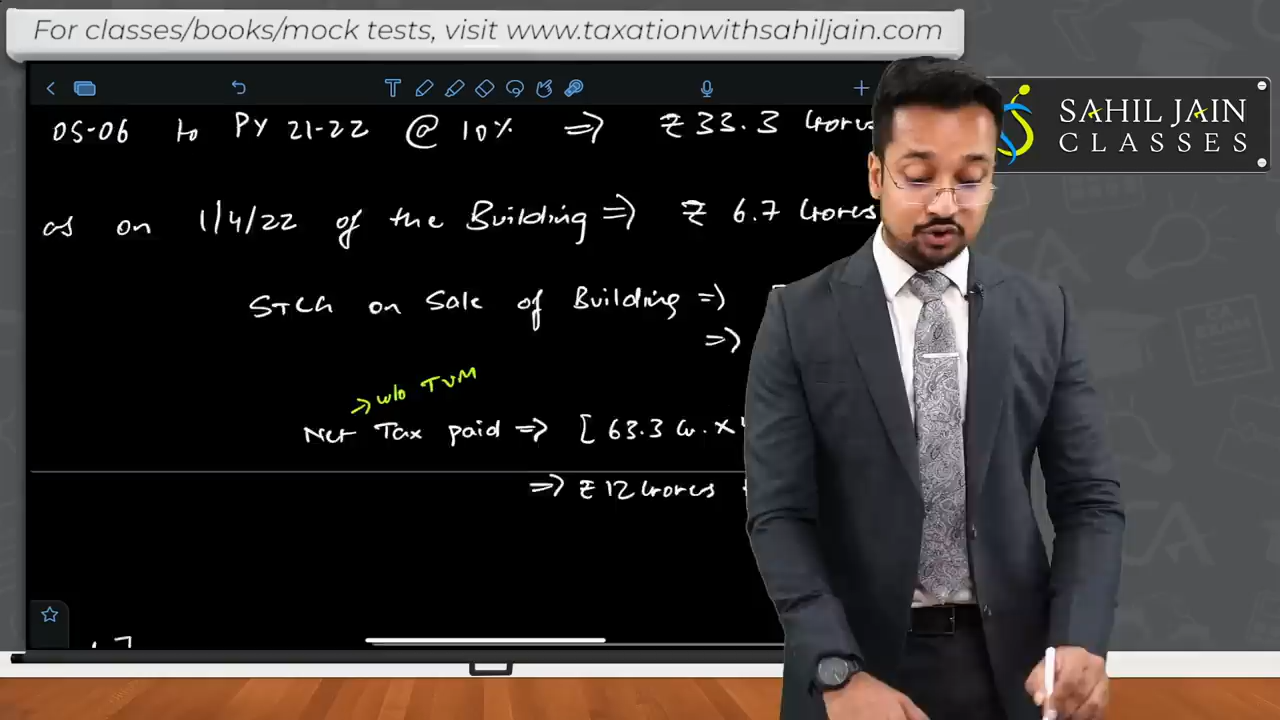 For classes/books/mock tests, visit www.taxationwithsahiljain.com
SAHIL JAIN
CLASSES
05-06 to PY 21-22 @ 10% ⇒ ₹33.3 Crores
as on 1/4/22 of the Building ⇒ ₹ 6.7 Crores
STCG on Sale of Building ⇒
⇒
→ w/o TVM
Net Tax paid ⇒ [ 63.3 Cr. ×
⇒ ₹12 Crores